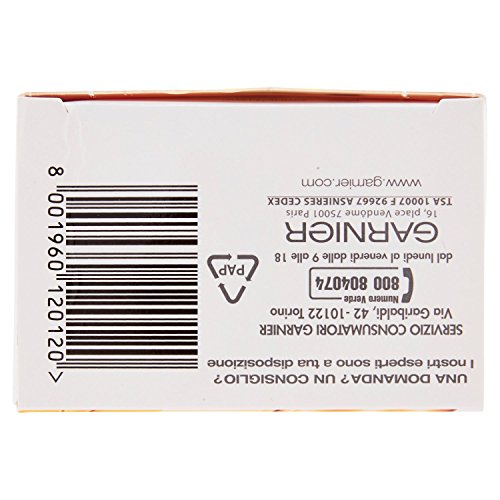 UNA DOMANDA? UN CONSIGLIO?
I nostri esperti sono a tua disposizione
SERVIZIO CONSUMATORI GARNIER
Via Garibaldi, 42 -10122 Torino
Numero Verde
800 804074
dal lunedì al venerdì dalle 9 alle 18
GARNIER
16, place Vendôme 75001 Paris
TSA 10007 F 92667 ASNIERES CEDEX
www.garnier.com
PAP
8 001960 120120 >